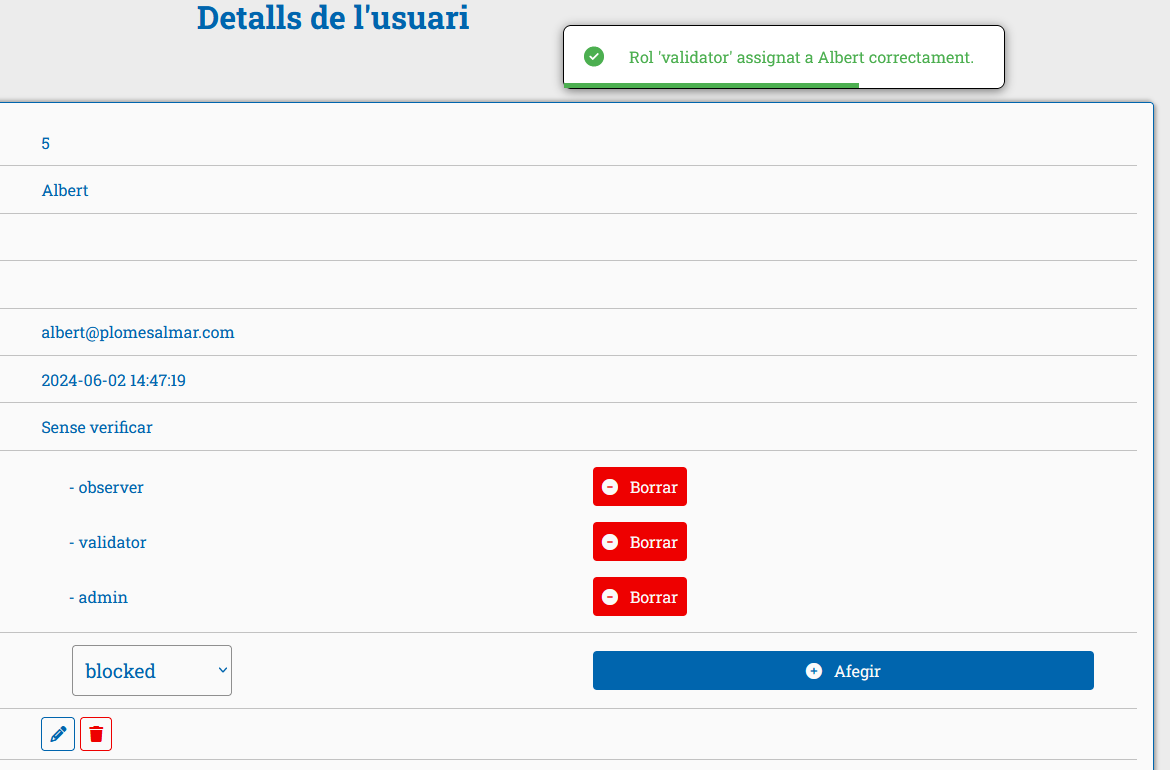 Detalls de l'usuari
Rol 'validator' assignat a Albert correctament.
5
Albert
albert@plomesalmar.com
2024-06-02 14:47:19
Sense verificar
- observer
Borrar
- validator
Borrar
- admin
Borrar
blocked
Afegir